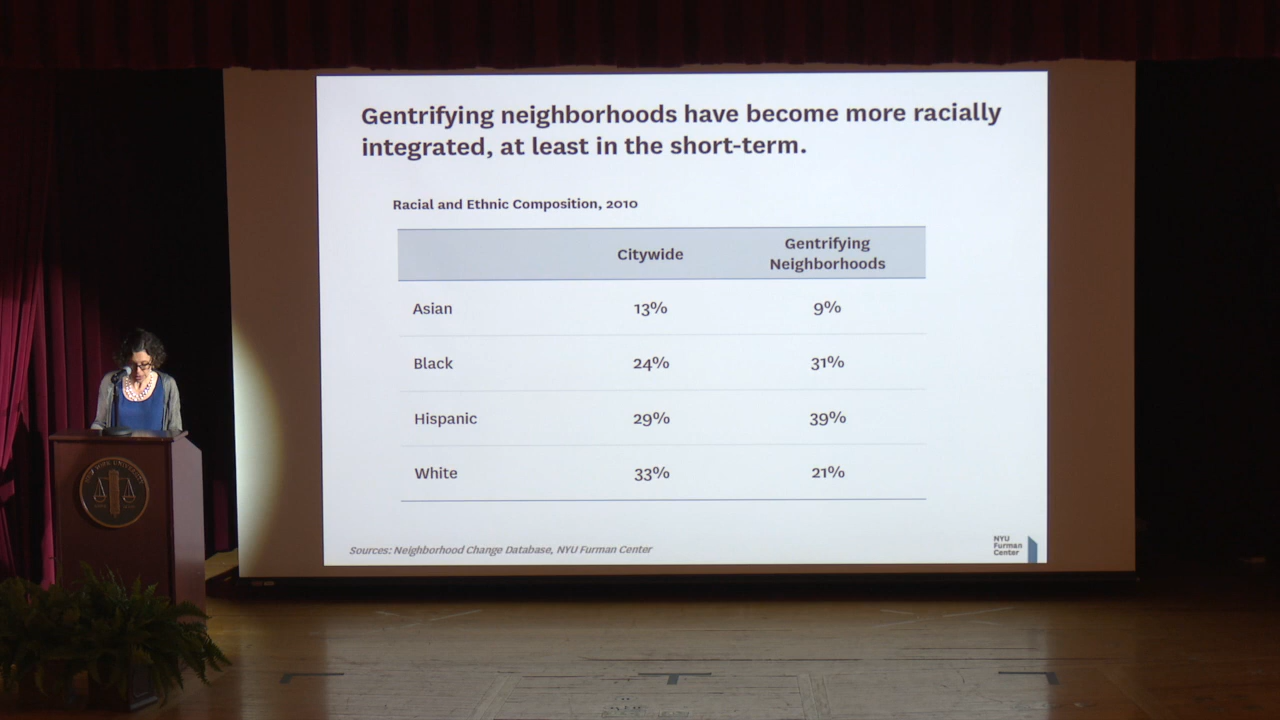 Gentrifying neighborhoods have become more racially
integrated, at least in the short-term.
Racial and Ethnic Composition, 2010
Citywide
Gentrifying
Neighborhoods
Asian 13% 9%
Black 24% 31%
Hispanic 29% 39%
White 33% 21%
Sources: Neighborhood Change Database, NYU Furman Center
NYU
Furman
Center